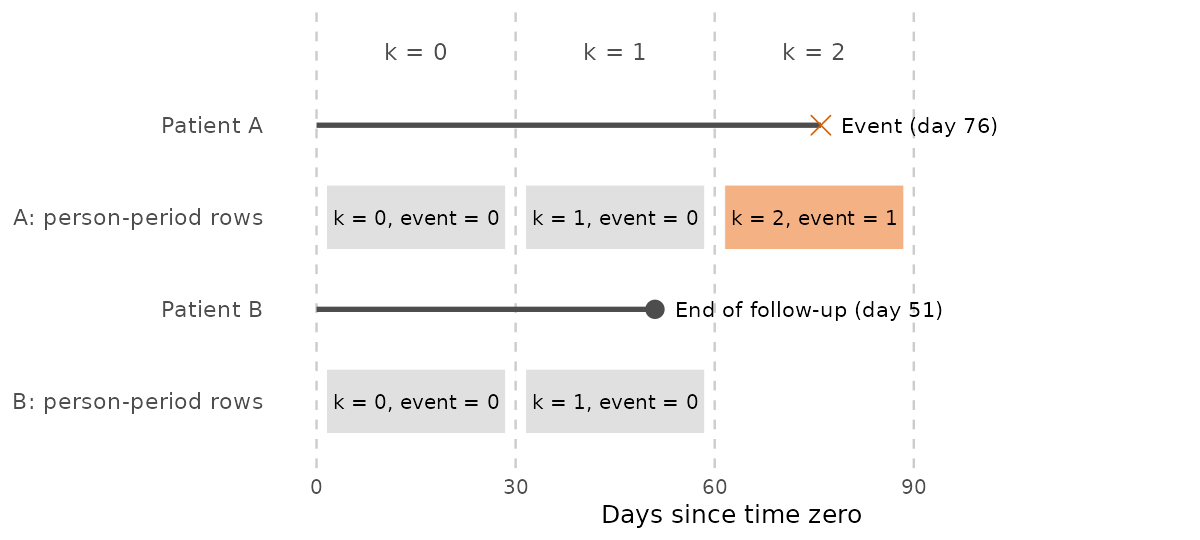 k = 0 k = 1 k = 2
Patient A Event (day 76)
A: person-period rows k = 0, event = 0 k = 1, event = 0 k = 2, event = 1
Patient B End of follow-up (day 51)
B: person-period rows k = 0, event = 0 k = 1, event = 0
0 30 60 90
Days since time zero